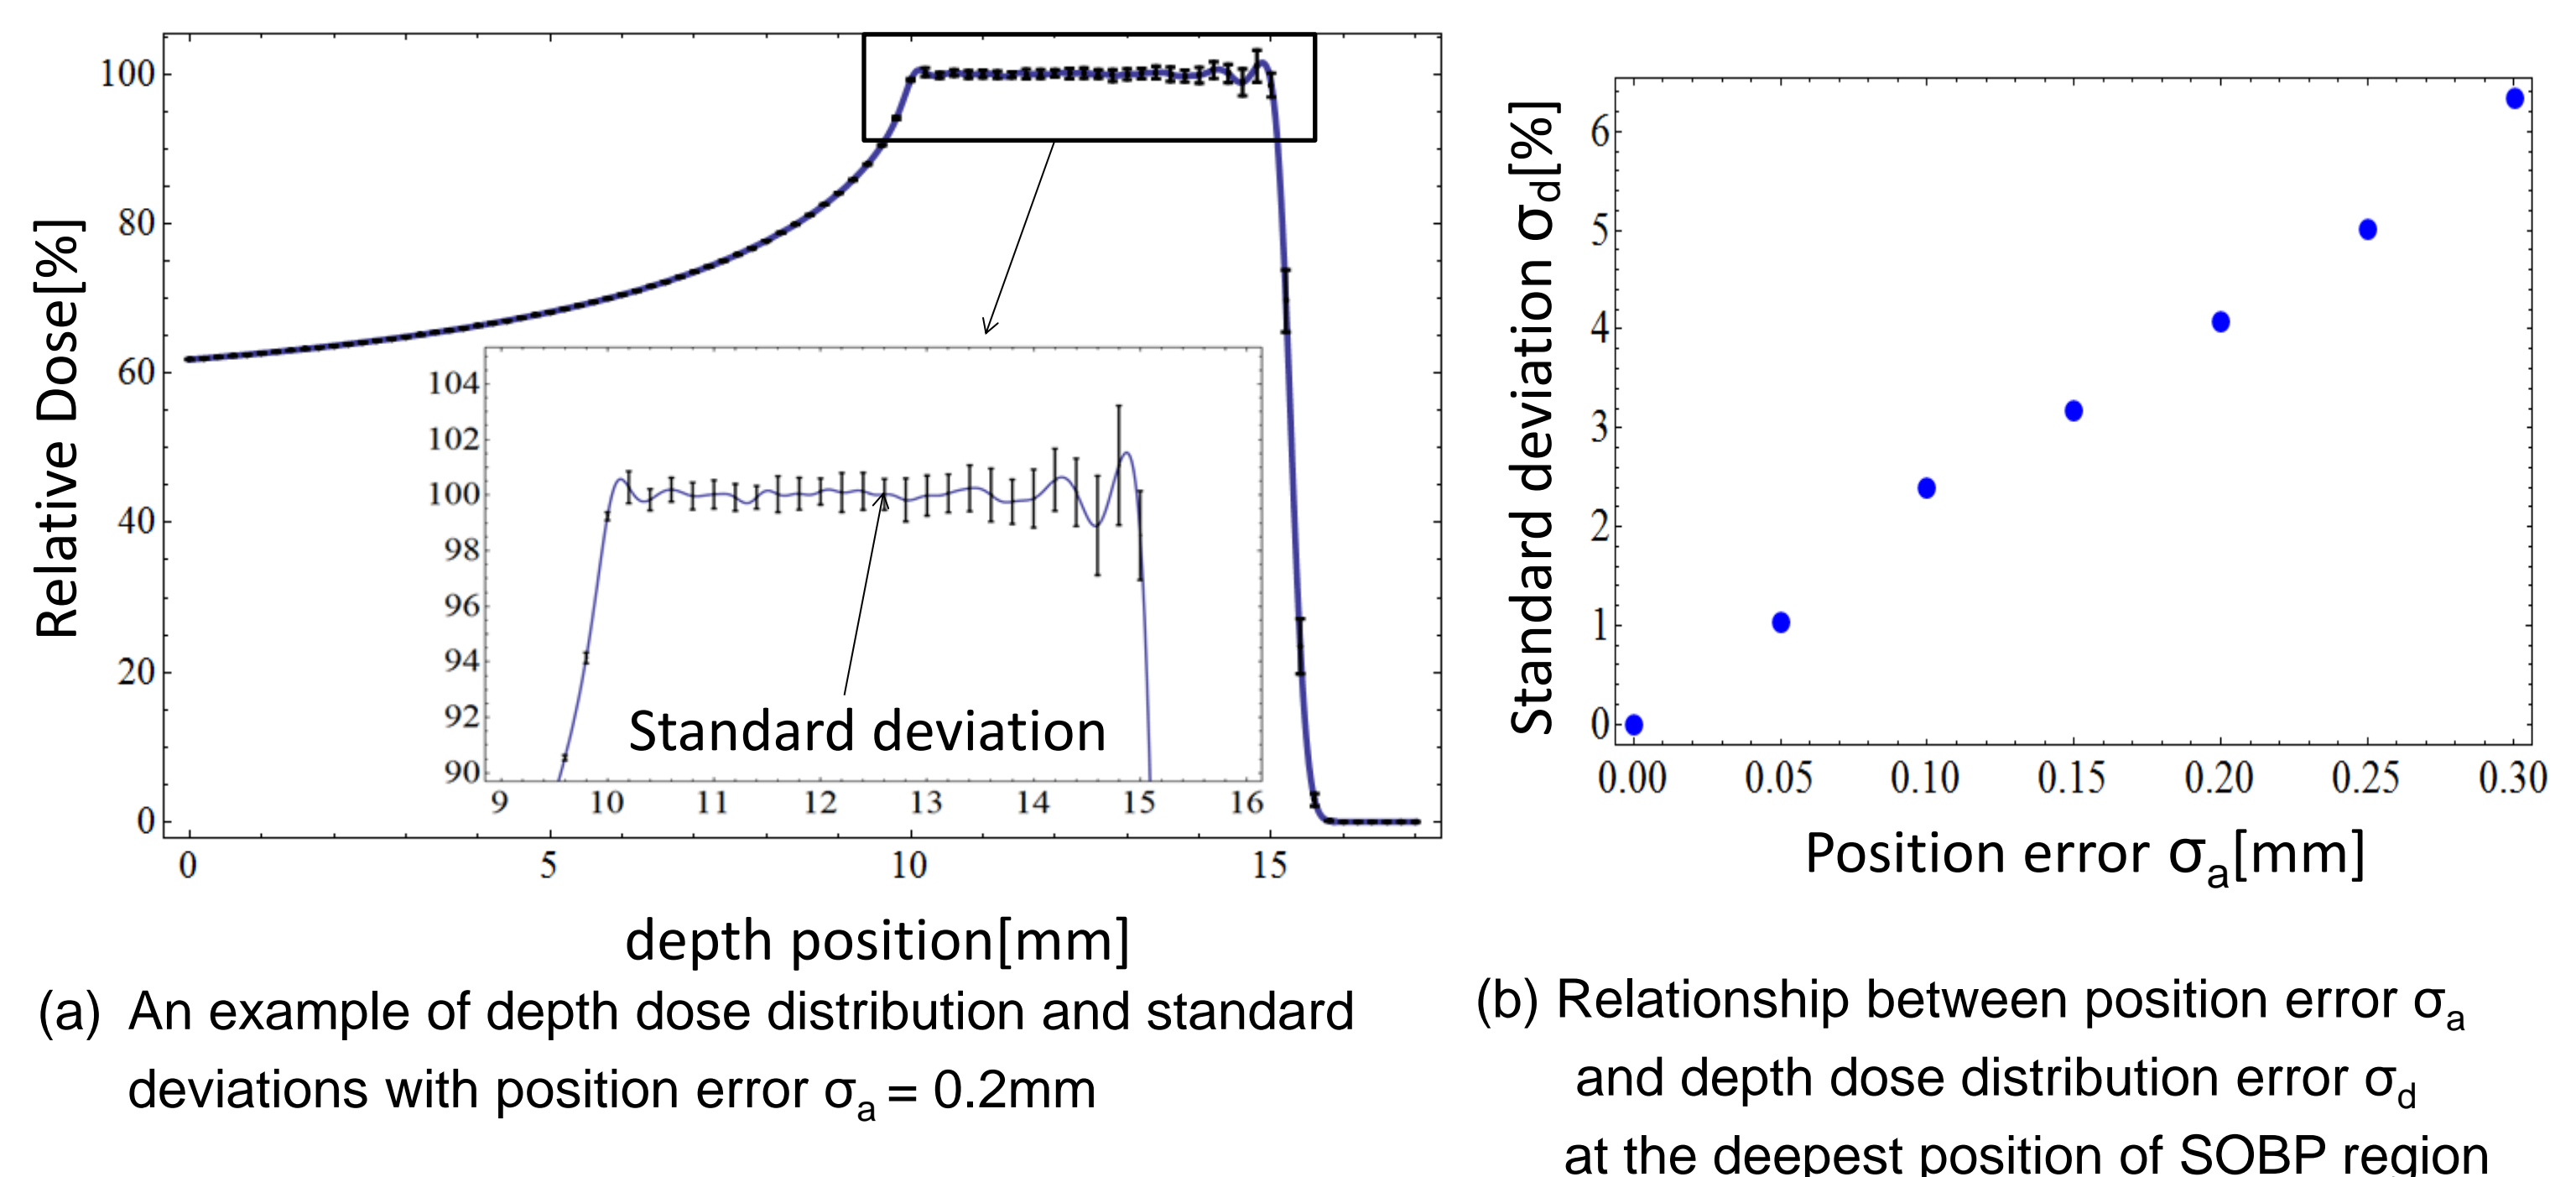 100
80
60
40
20
0
Relative Dose[%]
0 5 10 15
depth position[mm]
104
102
100
98
96
94
92
90
9 10 11 12 13 14 15 16
Standard deviation
(a) An example of depth dose distribution and standard
deviations with position error σa = 0.2mm
Standard deviation σd[%]
6
5
4
3
2
1
0
0.00 0.05 0.10 0.15 0.20 0.25 0.30
Position error σa[mm]
(b) Relationship between position error σa
and depth dose distribution error σd
at the deepest position of SOBP region